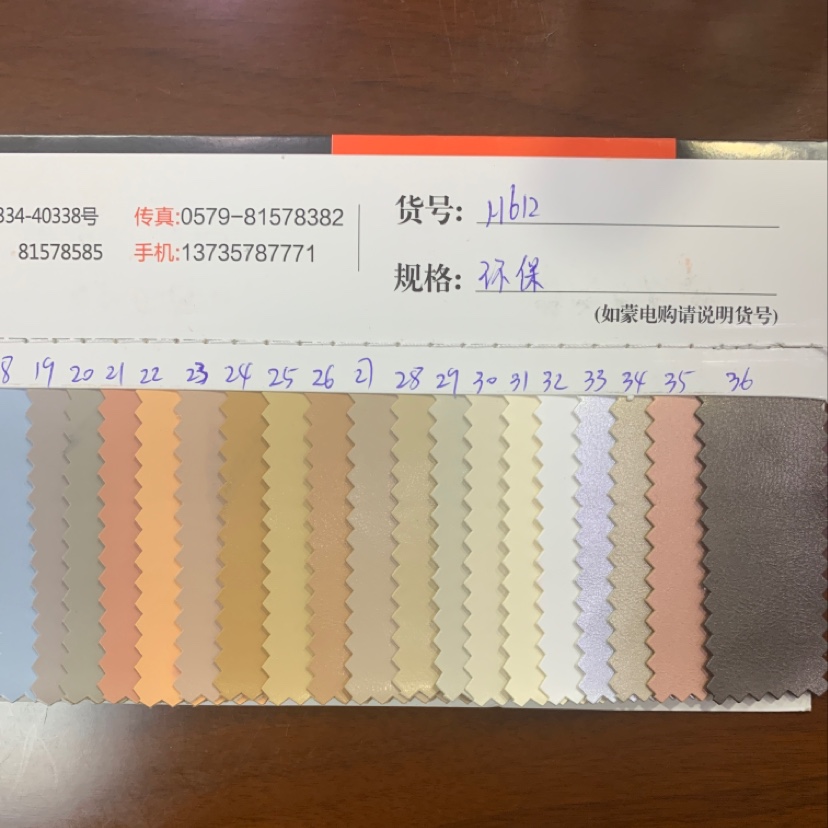 334-40338号 传真:0579-81578382
81578585 手机:13735787771
货号: H612
规格: 环保
(如蒙电购请说明货号)
8 19 20 21 22 23 24 25 26 27 28 29 30 31 32 33 34 35 36